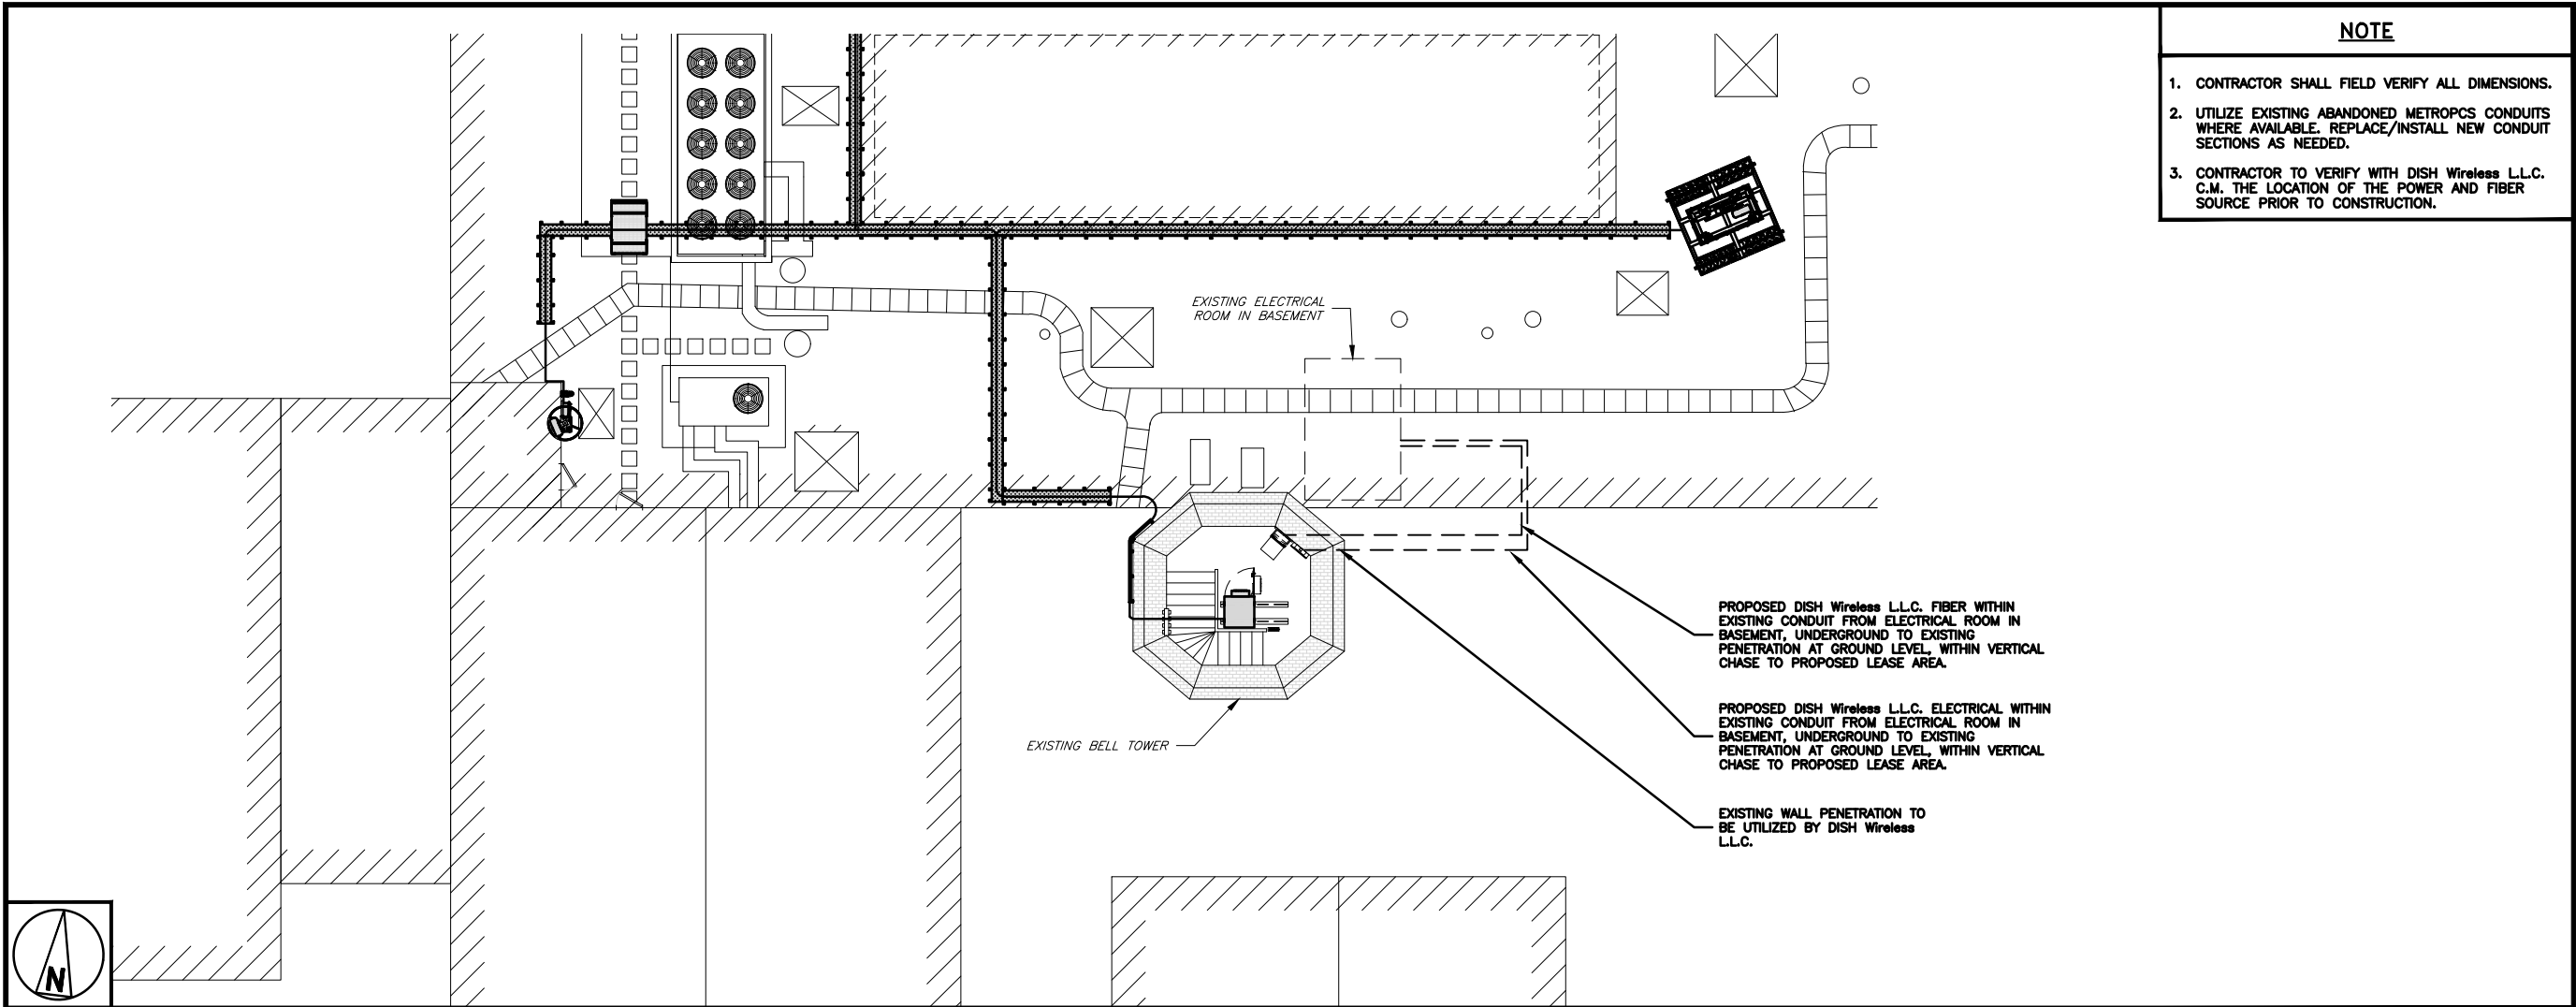 NOTE
1. CONTRACTOR SHALL FIELD VERIFY ALL DIMENSIONS.
2. UTILIZE EXISTING ABANDONED METROPCS CONDUITS
WHERE AVAILABLE. REPLACE/INSTALL NEW CONDUIT
SECTIONS AS NEEDED.
3. CONTRACTOR TO VERIFY WITH DISH Wireless L.L.C.
C.M. THE LOCATION OF THE POWER AND FIBER
SOURCE PRIOR TO CONSTRUCTION.
EXISTING ELECTRICAL
ROOM IN BASEMENT
PROPOSED DISH Wireless L.L.C. FIBER WITHIN
EXISTING CONDUIT FROM ELECTRICAL ROOM IN
BASEMENT, UNDERGROUND TO EXISTING
PENETRATION AT GROUND LEVEL, WITHIN VERTICAL
CHASE TO PROPOSED LEASE AREA.
PROPOSED DISH Wireless L.L.C. ELECTRICAL WITHIN
EXISTING CONDUIT FROM ELECTRICAL ROOM IN
BASEMENT, UNDERGROUND TO EXISTING
PENETRATION AT GROUND LEVEL, WITHIN VERTICAL
CHASE TO PROPOSED LEASE AREA.
EXISTING BELL TOWER
EXISTING WALL PENETRATION TO
BE UTILIZED BY DISH Wireless
L.L.C.
N